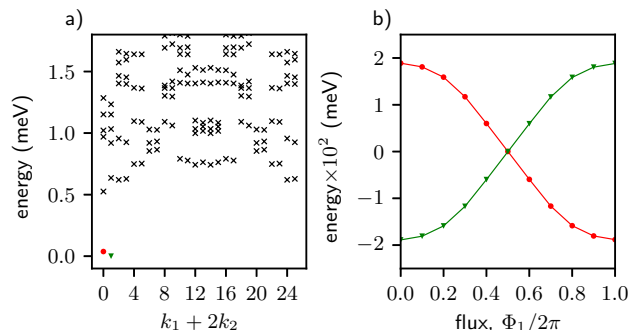 a)
energy (meV)
1.5
1.0
0.5
0.0
0 4 8 12 16 20 24
k₁ + 2k₂
b)
energy×10²  (meV)
2
1
0
−1
−2
0.0 0.2 0.4 0.6 0.8 1.0
flux, Φ₁/2π